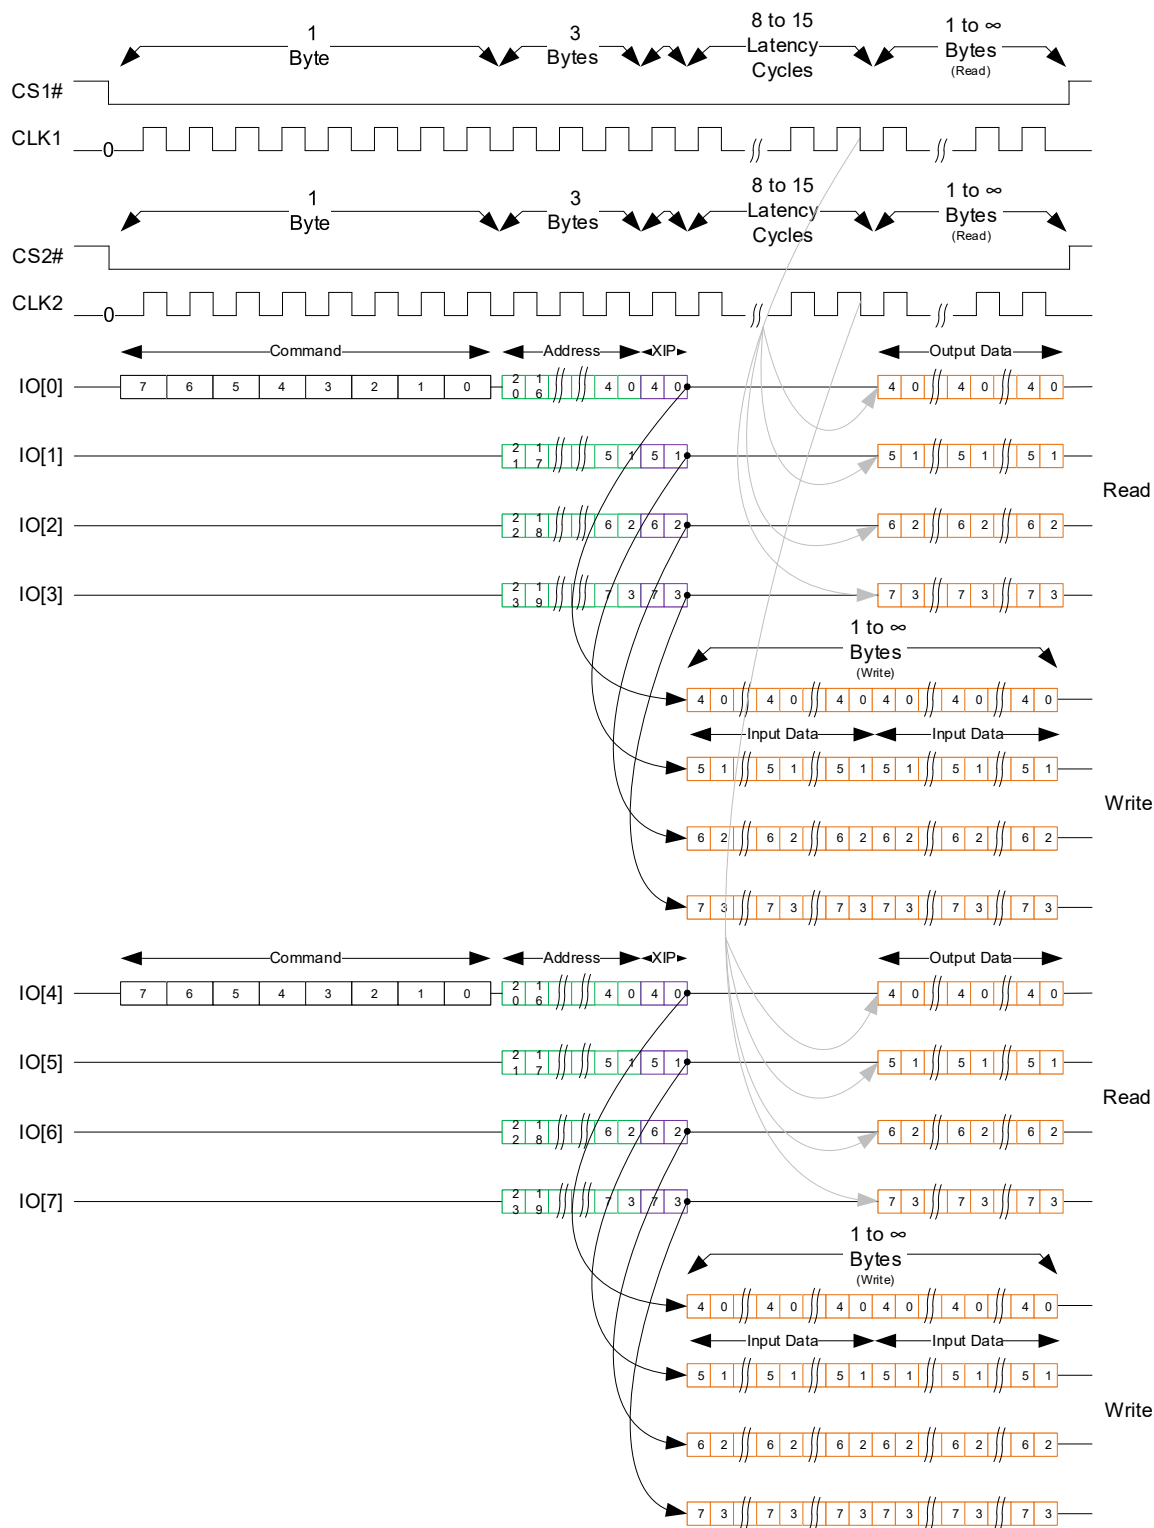 1
Byte
3
Bytes
8 to 15
Latency
Cycles
1 to ∞
Bytes
(Read)
CS1#
CLK1
0
1
Byte
3
Bytes
8 to 15
Latency
Cycles
1 to ∞
Bytes
(Read)
CS2#
CLK2
0
Command Address XIP Output Data
IO[0] 7 6 5 4 3 2 1 0 20 16 4 0 4 0 4 0 4 0 4 0
IO[1] 21 17 5 1 5 1 5 1 5 1 5 1
Read
IO[2] 22 18 6 2 6 2 6 2 6 2 6 2
IO[3] 23 19 7 3 7 3 7 3 7 3 7 3
1 to ∞
Bytes
(Write)
4 0 4 0 4 0 4 0 4 0 4 0
Input Data Input Data
5 1 5 1 5 1 5 1 5 1 5 1
Write
6 2 6 2 6 2 6 2 6 2 6 2
7 3 7 3 7 3 7 3 7 3 7 3
Command Address XIP Output Data
IO[4] 7 6 5 4 3 2 1 0 20 16 4 0 4 0 4 0 4 0 4 0
IO[5] 21 17 5 1 5 1 5 1 5 1 5 1
Read
IO[6] 22 18 6 2 6 2 6 2 6 2 6 2
IO[7] 23 19 7 3 7 3 7 3 7 3 7 3
1 to ∞
Bytes
(Write)
4 0 4 0 4 0 4 0 4 0 4 0
Input Data Input Data
5 1 5 1 5 1 5 1 5 1 5 1
Write
6 2 6 2 6 2 6 2 6 2 6 2
7 3 7 3 7 3 7 3 7 3 7 3